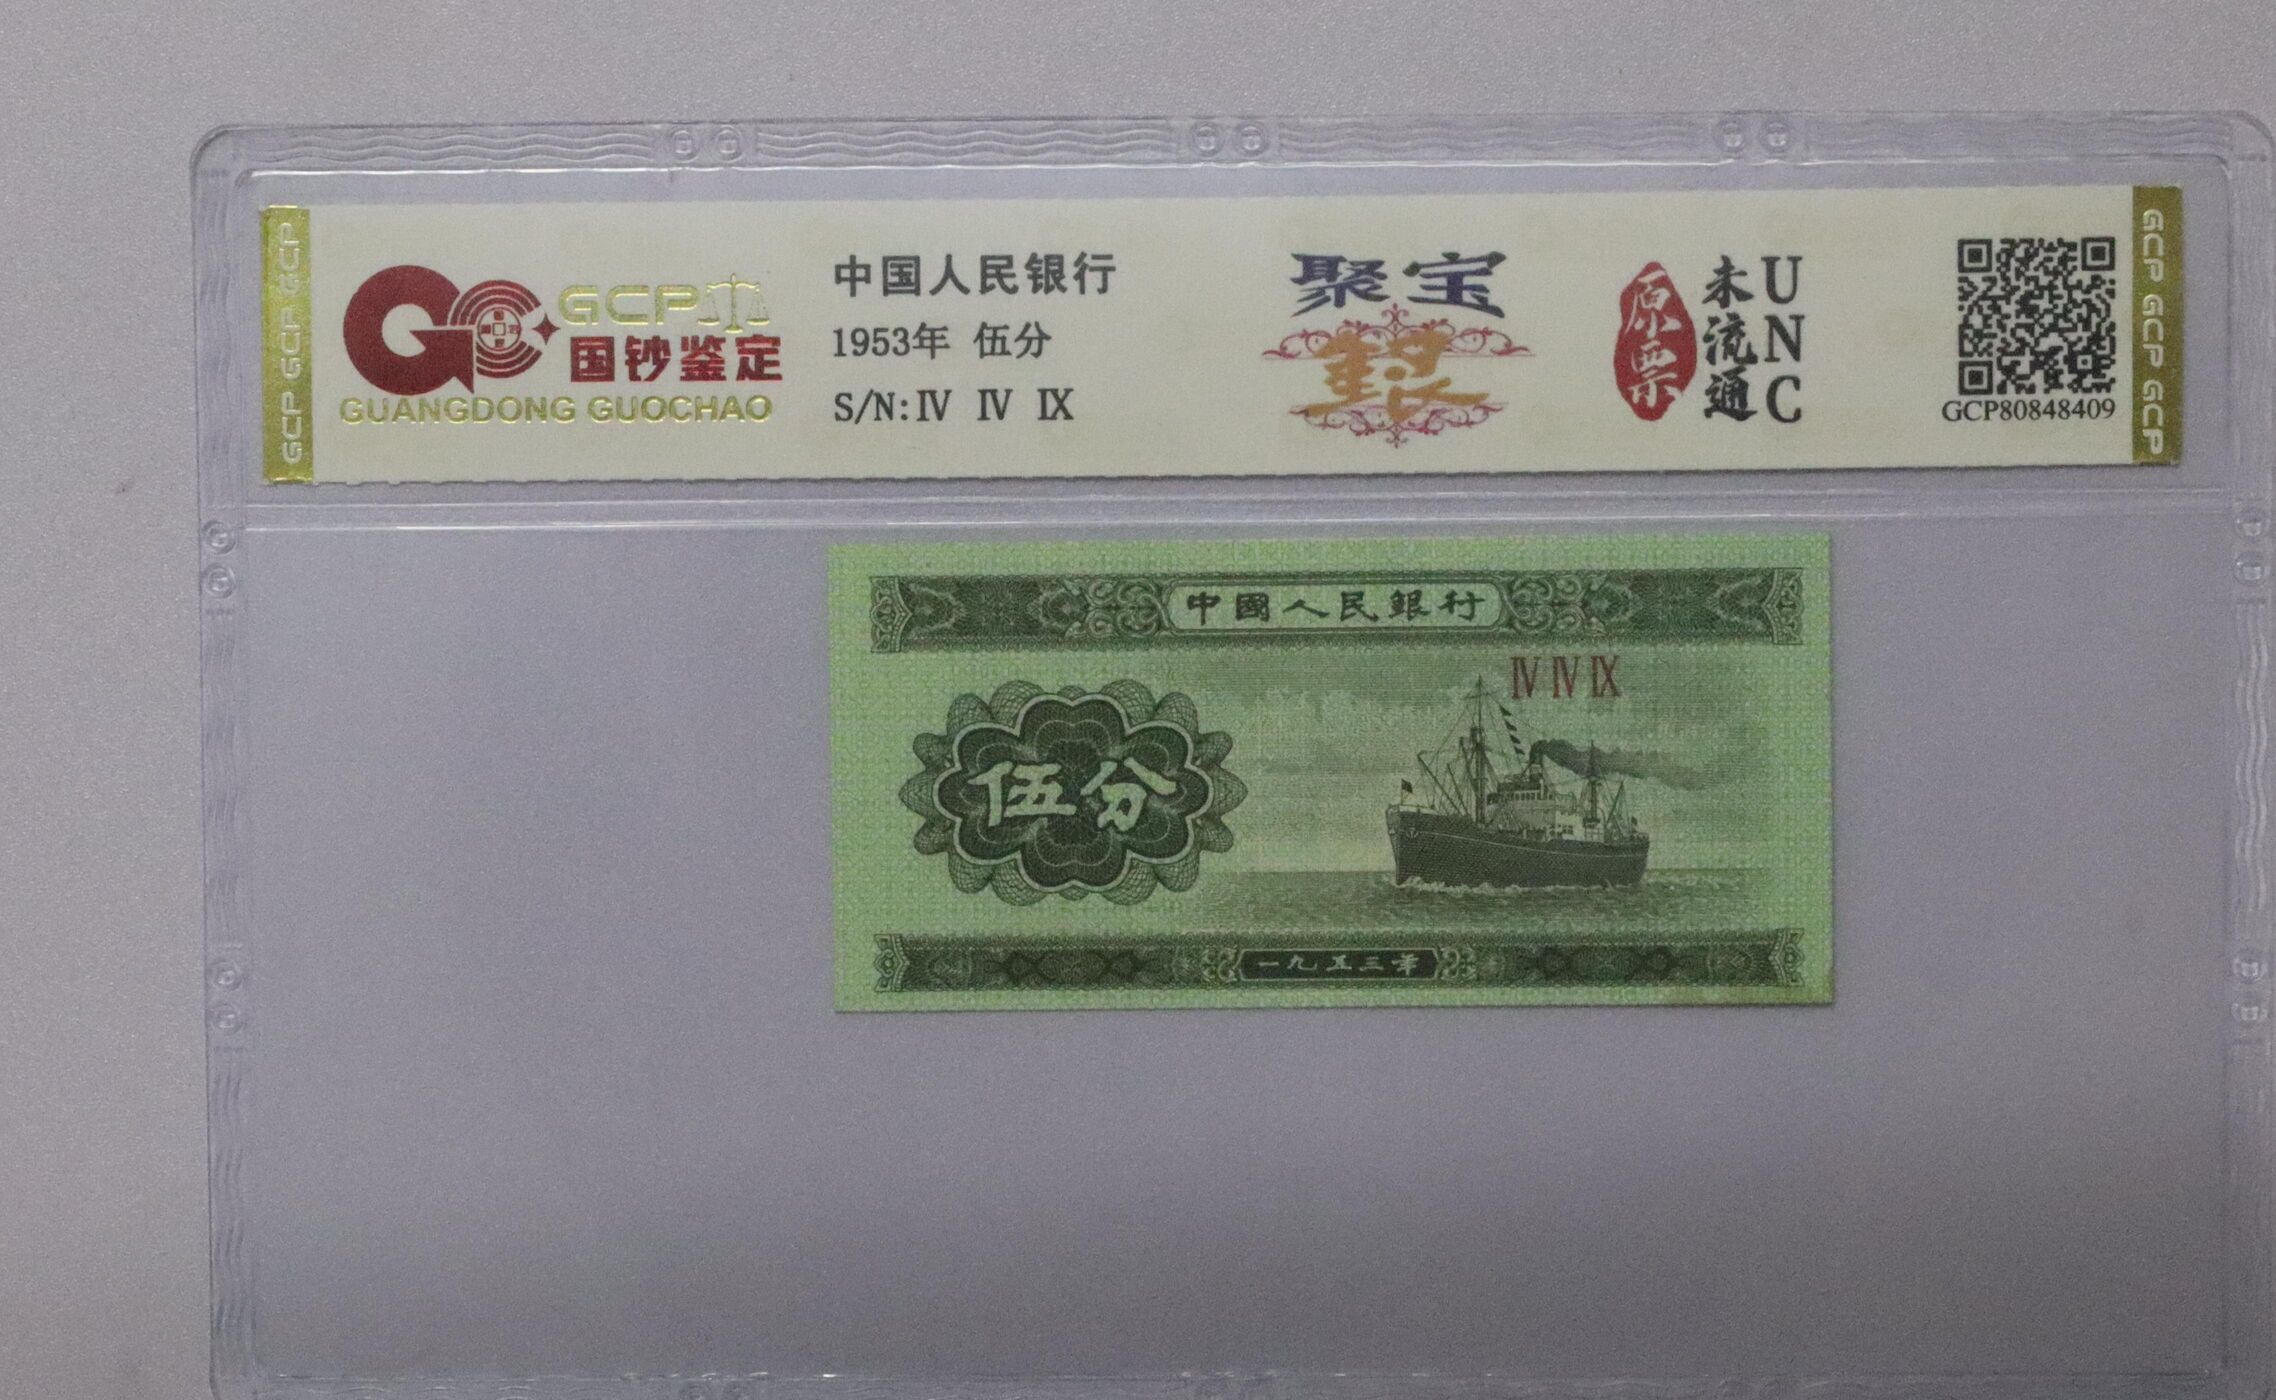 GCP GCP GCP
GCP
国钞鉴定
GUANGDONG GUOCHAO
中国人民银行
1953年 伍分
S/N: Ⅳ Ⅳ Ⅸ
聚宝
银
原票
未流通
UNC
GCP80848409
GCP GCP GCP
中國人民銀行
Ⅳ Ⅳ Ⅸ
伍分
一九五三年